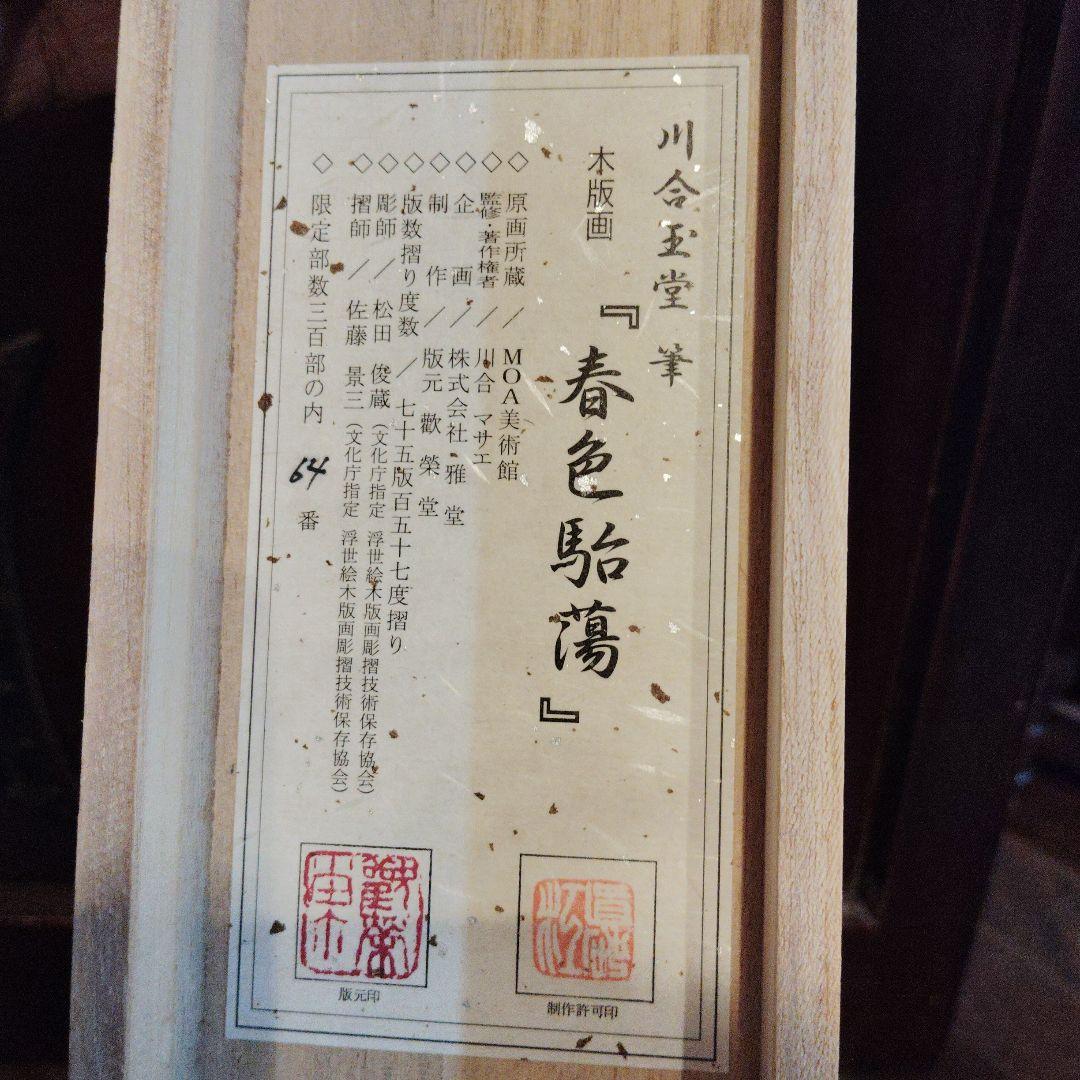 川合玉堂 筆
木版画 『春色駘蕩』
◇ 原画所蔵／MOA美術館
◇ 監修・著作権者／川合 マサエ
◇ 企画／株式会社 雅堂
◇ 制作／版元 歡榮堂
◇ 版数摺り度数／七十五版百五十七度摺り
◇ 彫師／松田 俊蔵（文化庁指定 浮世絵木版画彫摺技術保存協会）
◇ 摺師／佐藤 景三（文化庁指定 浮世絵木版画彫摺技術保存協会）
◇ 限定部数三百部の内 64 番
制作許可印
版元印